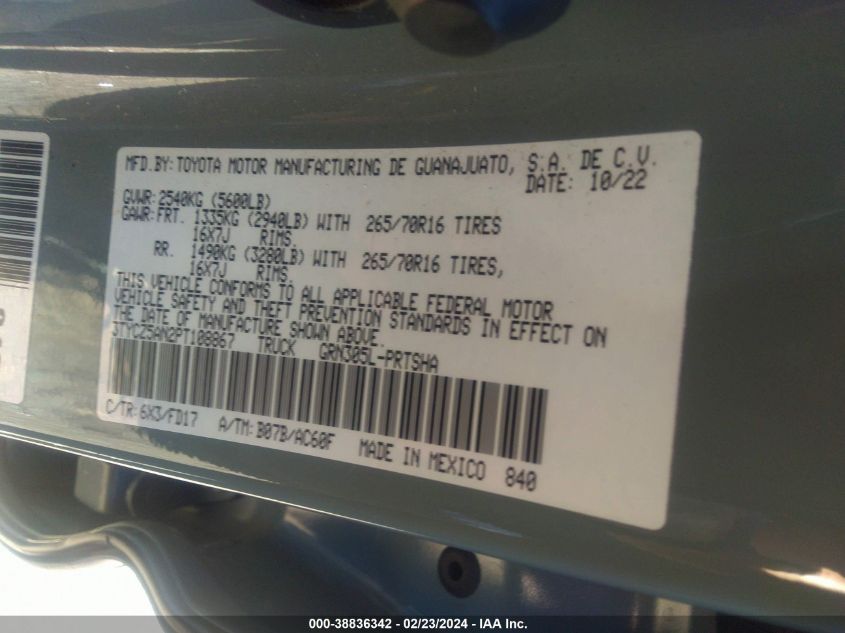 MFD.BY:TOYOTA MOTOR MANUFACTURING DE GUANAJUATO, S.A. DE C.V.
DATE: 10/22
GVWR:2540KG (5600LB)
GAWR:FRT. 1335KG (2940LB) WITH 265/70R16 TIRES
16X7J RIMS.
RR. 1490KG (3280LB) WITH 265/70R16 TIRES,
16X7J RIMS.
THIS VEHICLE CONFORMS TO ALL APPLICABLE FEDERAL MOTOR
VEHICLE SAFETY AND THEFT PREVENTION STANDARDS IN EFFECT ON
THE DATE OF MANUFACTURE SHOWN ABOVE.
3TYCZ5AN2PT108867 TRUCK GRN305L-PRTSHA
C/TR:6X3/FD17 A/TM:B07B/AC60F MADE IN MEXICO 840
000-38836342 - 02/23/2024 - IAA Inc.